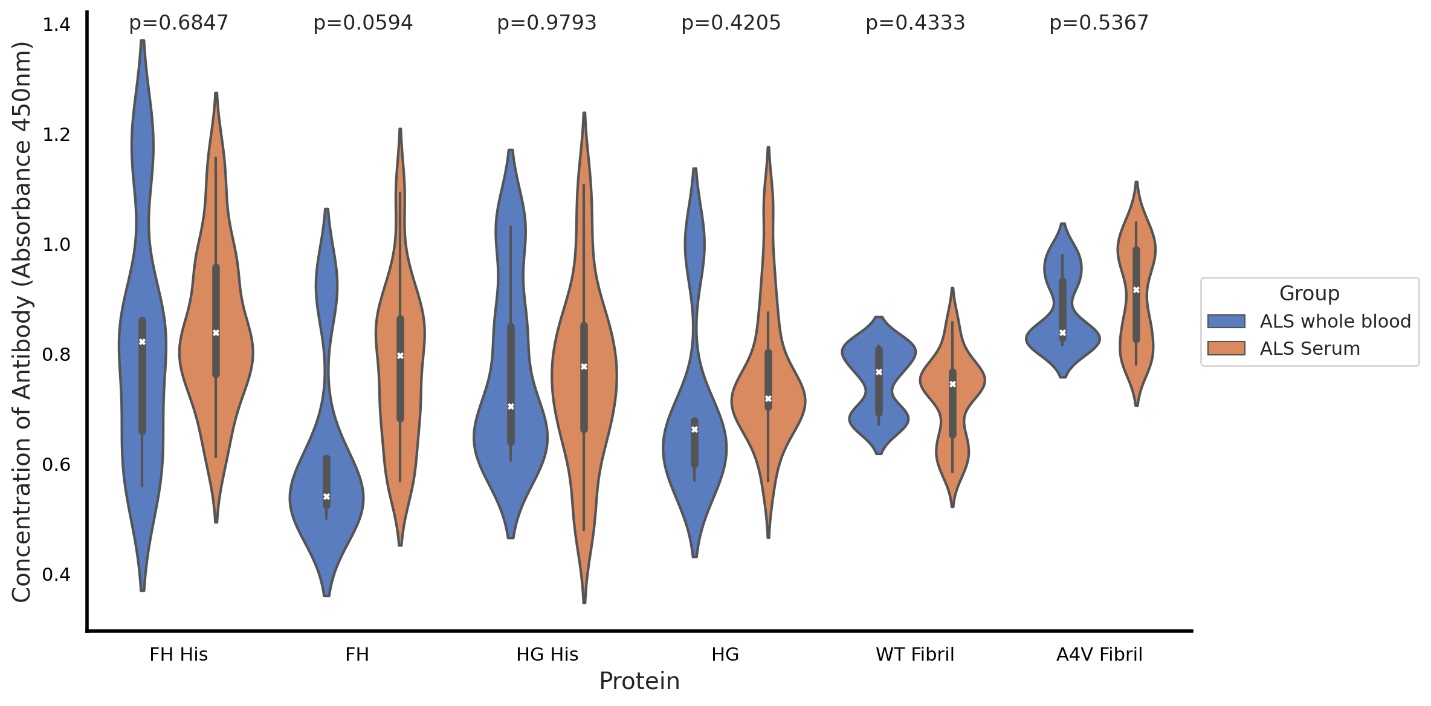 p=0.6847 p=0.0594 p=0.9793 p=0.4205 p=0.4333 p=0.5367
Concentration of Antibody (Absorbance 450nm)
1.4
1.2
1.0
0.8
0.6
0.4
Group
ALS whole blood
ALS Serum
FH His FH HG His HG WT Fibril A4V Fibril
Protein